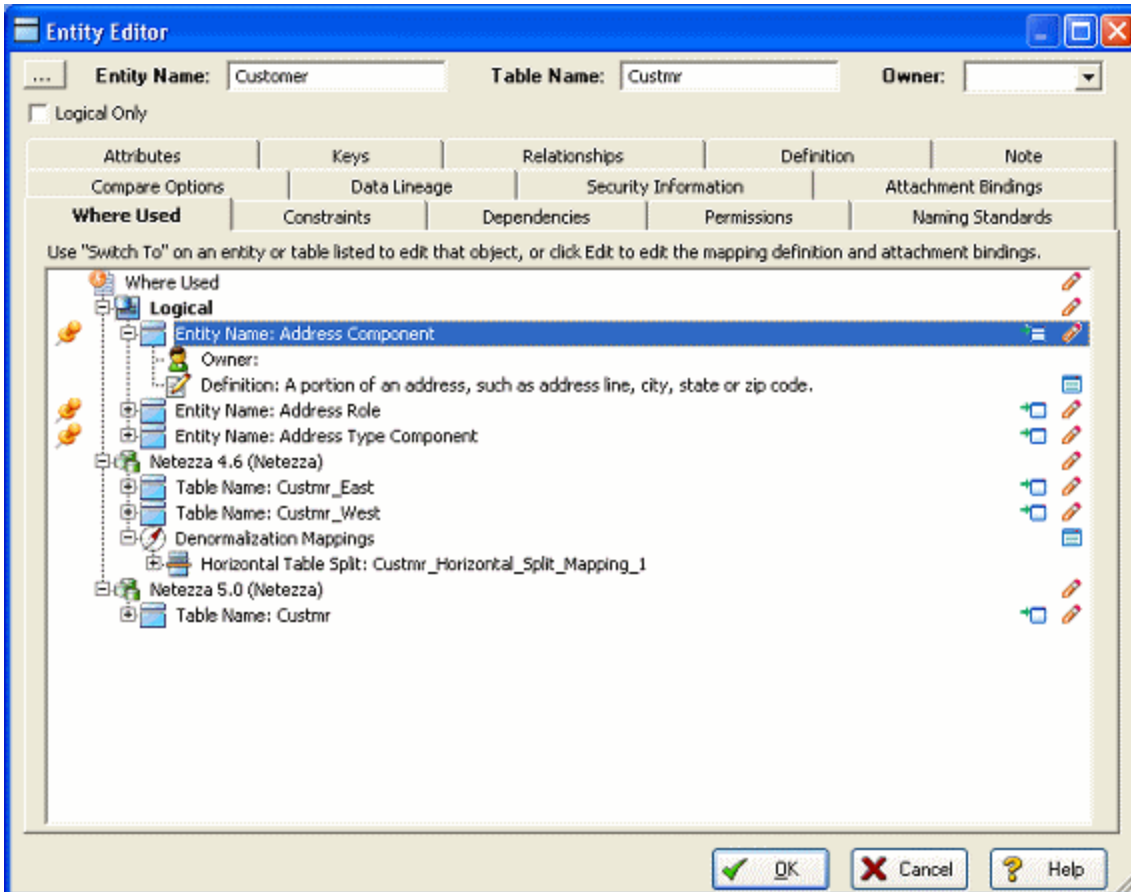 Entity Editor
... Entity Name: Customer Table Name: Custmr Owner:
Logical Only
Attributes Keys Relationships Definition Note
Compare Options Data Lineage Security Information Attachment Bindings
Where Used Constraints Dependencies Permissions Naming Standards
Use "Switch To" on an entity or table listed to edit that object, or click Edit to edit the mapping definition and attachment bindings.
Where Used
Logical
Entity Name: Address Component
Owner:
Definition: A portion of an address, such as address line, city, state or zip code.
Entity Name: Address Role
Entity Name: Address Type Component
Netezza 4.6 (Netezza)
Table Name: Custmr_East
Table Name: Custmr_West
Denormalization Mappings
Horizontal Table Split: Custmr_Horizontal_Split_Mapping_1
Netezza 5.0 (Netezza)
Table Name: Custmr
OK Cancel Help